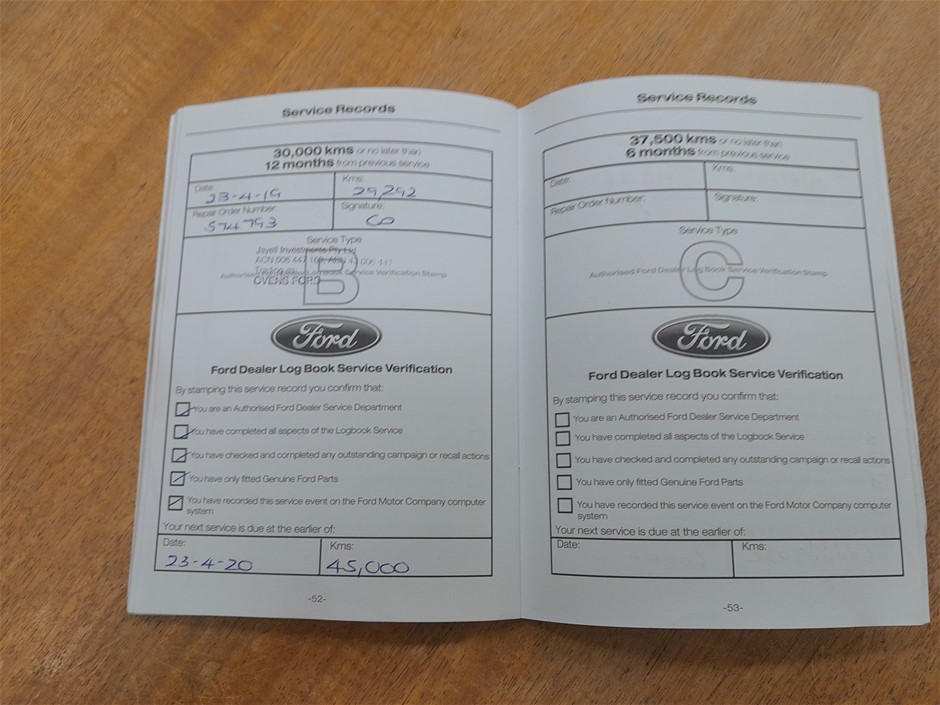 Service Records
30,000 kms or no later than
12 months from previous service
Date: 23-4-19
Kms: 29,292
Repair Order Number: 574793
Signature:
Service Type
Jayell Investments Pty Ltd
ACN 006 447
Authorised Ford Dealer Logbook Service Verification Stamp
OVENS FORD
B
Ford
Ford Dealer Log Book Service Verification
By stamping this service record you confirm that:
You are an Authorised Ford Dealer Service Department
You have completed all aspects of the Logbook Service
You have checked and completed any outstanding campaign or recall actions
You have only fitted Genuine Ford Parts
You have recorded this service event on the Ford Motor Company computer
system
Your next service is due at the earlier of:
Date: 23-4-20
Kms: 45,000
-52-
Service Records
37,500 kms or no later than
6 months from previous service
Date:
Kms:
Repair Order Number:
Signature:
Service Type
Authorised Ford Dealer Log Book Service Verification Stamp
C
Ford
Ford Dealer Log Book Service Verification
By stamping this service record you confirm that:
You are an Authorised Ford Dealer Service Department
You have completed all aspects of the Logbook Service
You have checked and completed any outstanding campaign or recall actions
You have only fitted Genuine Ford Parts
You have recorded this service event on the Ford Motor Company computer
system
Your next service is due at the earlier of:
Date:
Kms:
-53-